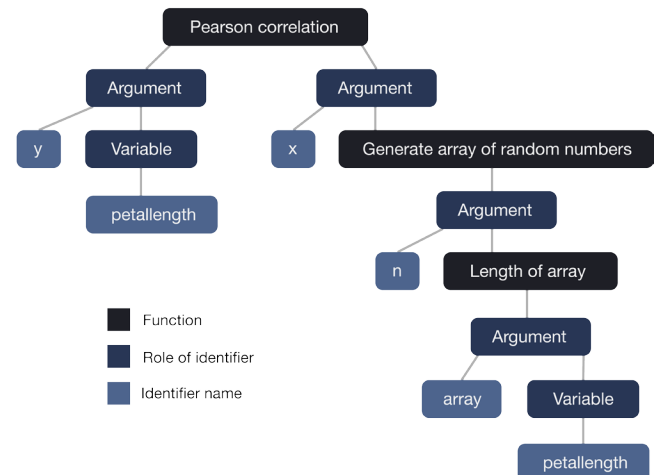 Pearson correlation
Argument
Argument
y
Variable
x
Generate array of random numbers
petallength
Argument
n
Length of array
Function
Argument
Role of identifier
Identifier name
array
Variable
petallength